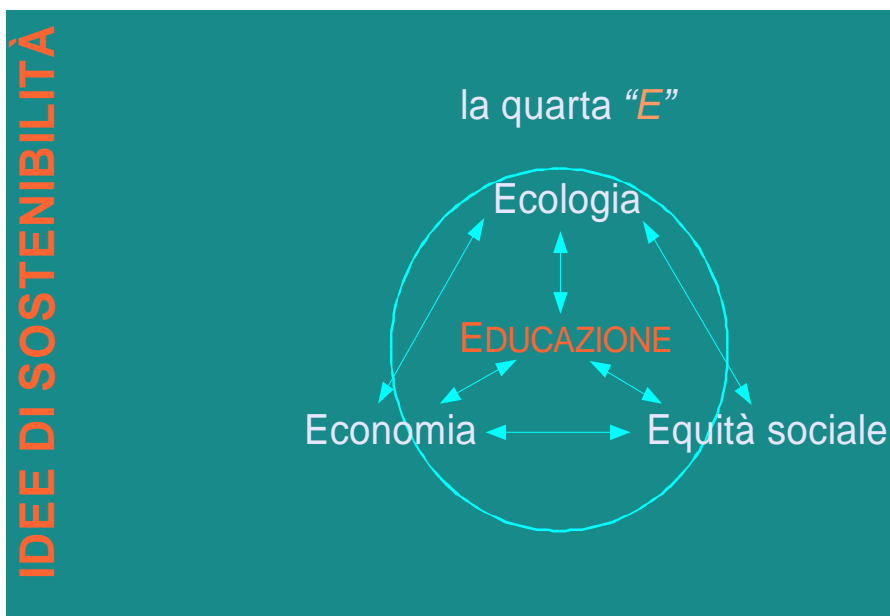 IDEE DI SOSTENIBILITÀ
la quarta “E”
Ecologia
EDUCAZIONE
Economia
Equità sociale